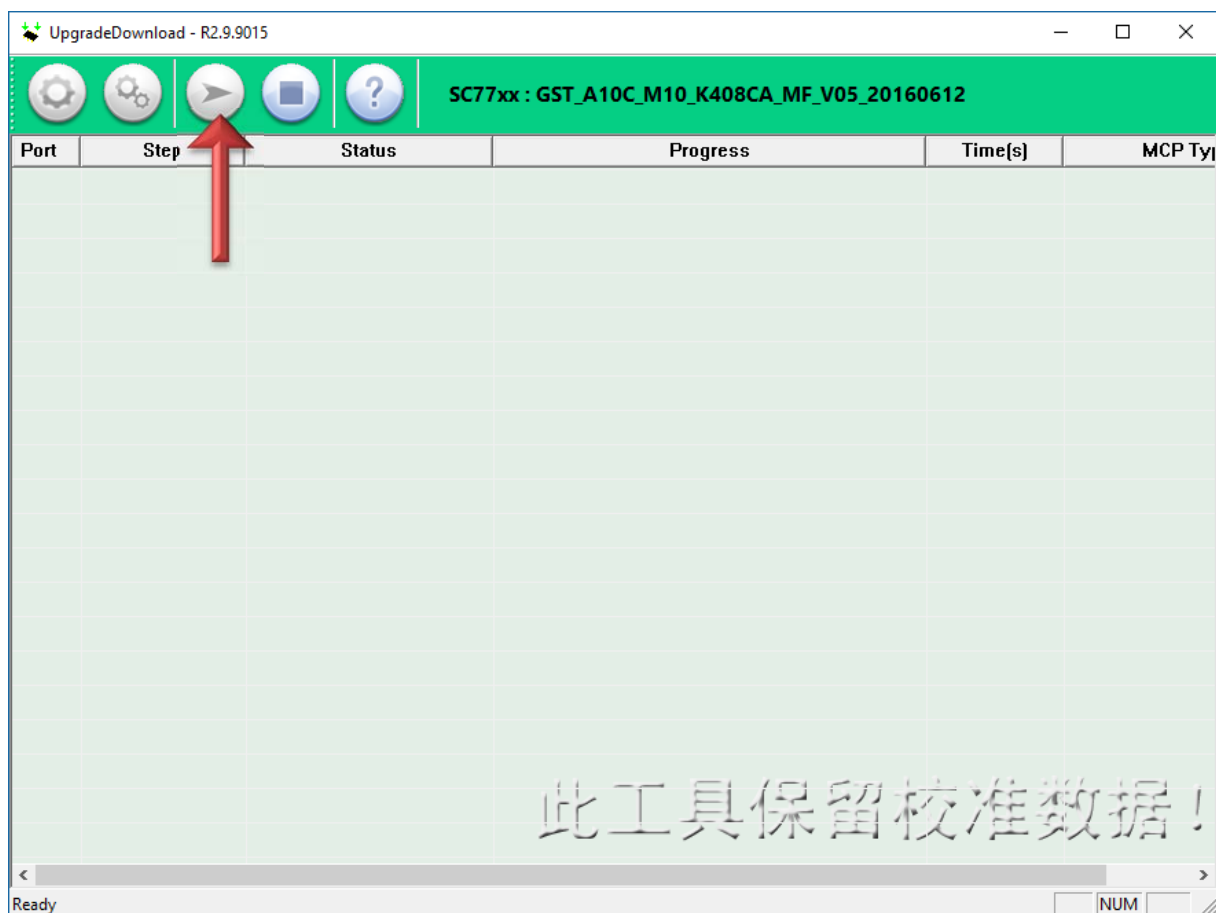 UpgradeDownload - R2.9.9015
?
SC77xx : GST_A10C_M10_K408CA_MF_V05_20160612
Port Step Status Progress Time(s) MCP Typ
此工具保留校准数据！
Ready NUM